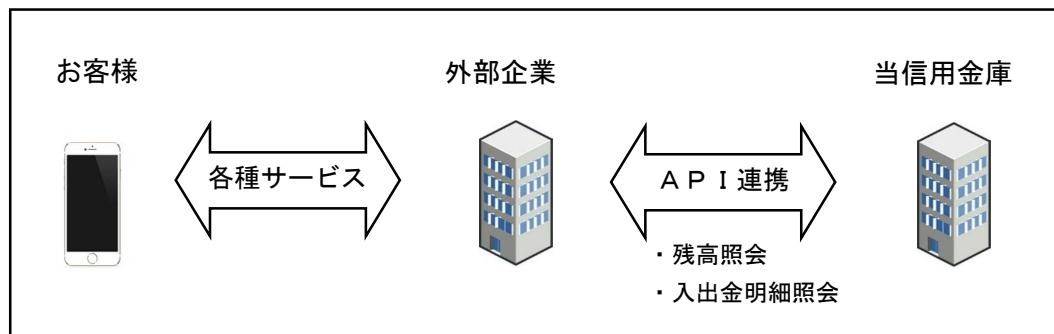 お客様
外部企業
当信用金庫
各種サービス
ＡＰＩ連携
・残高照会
・入出金明細照会